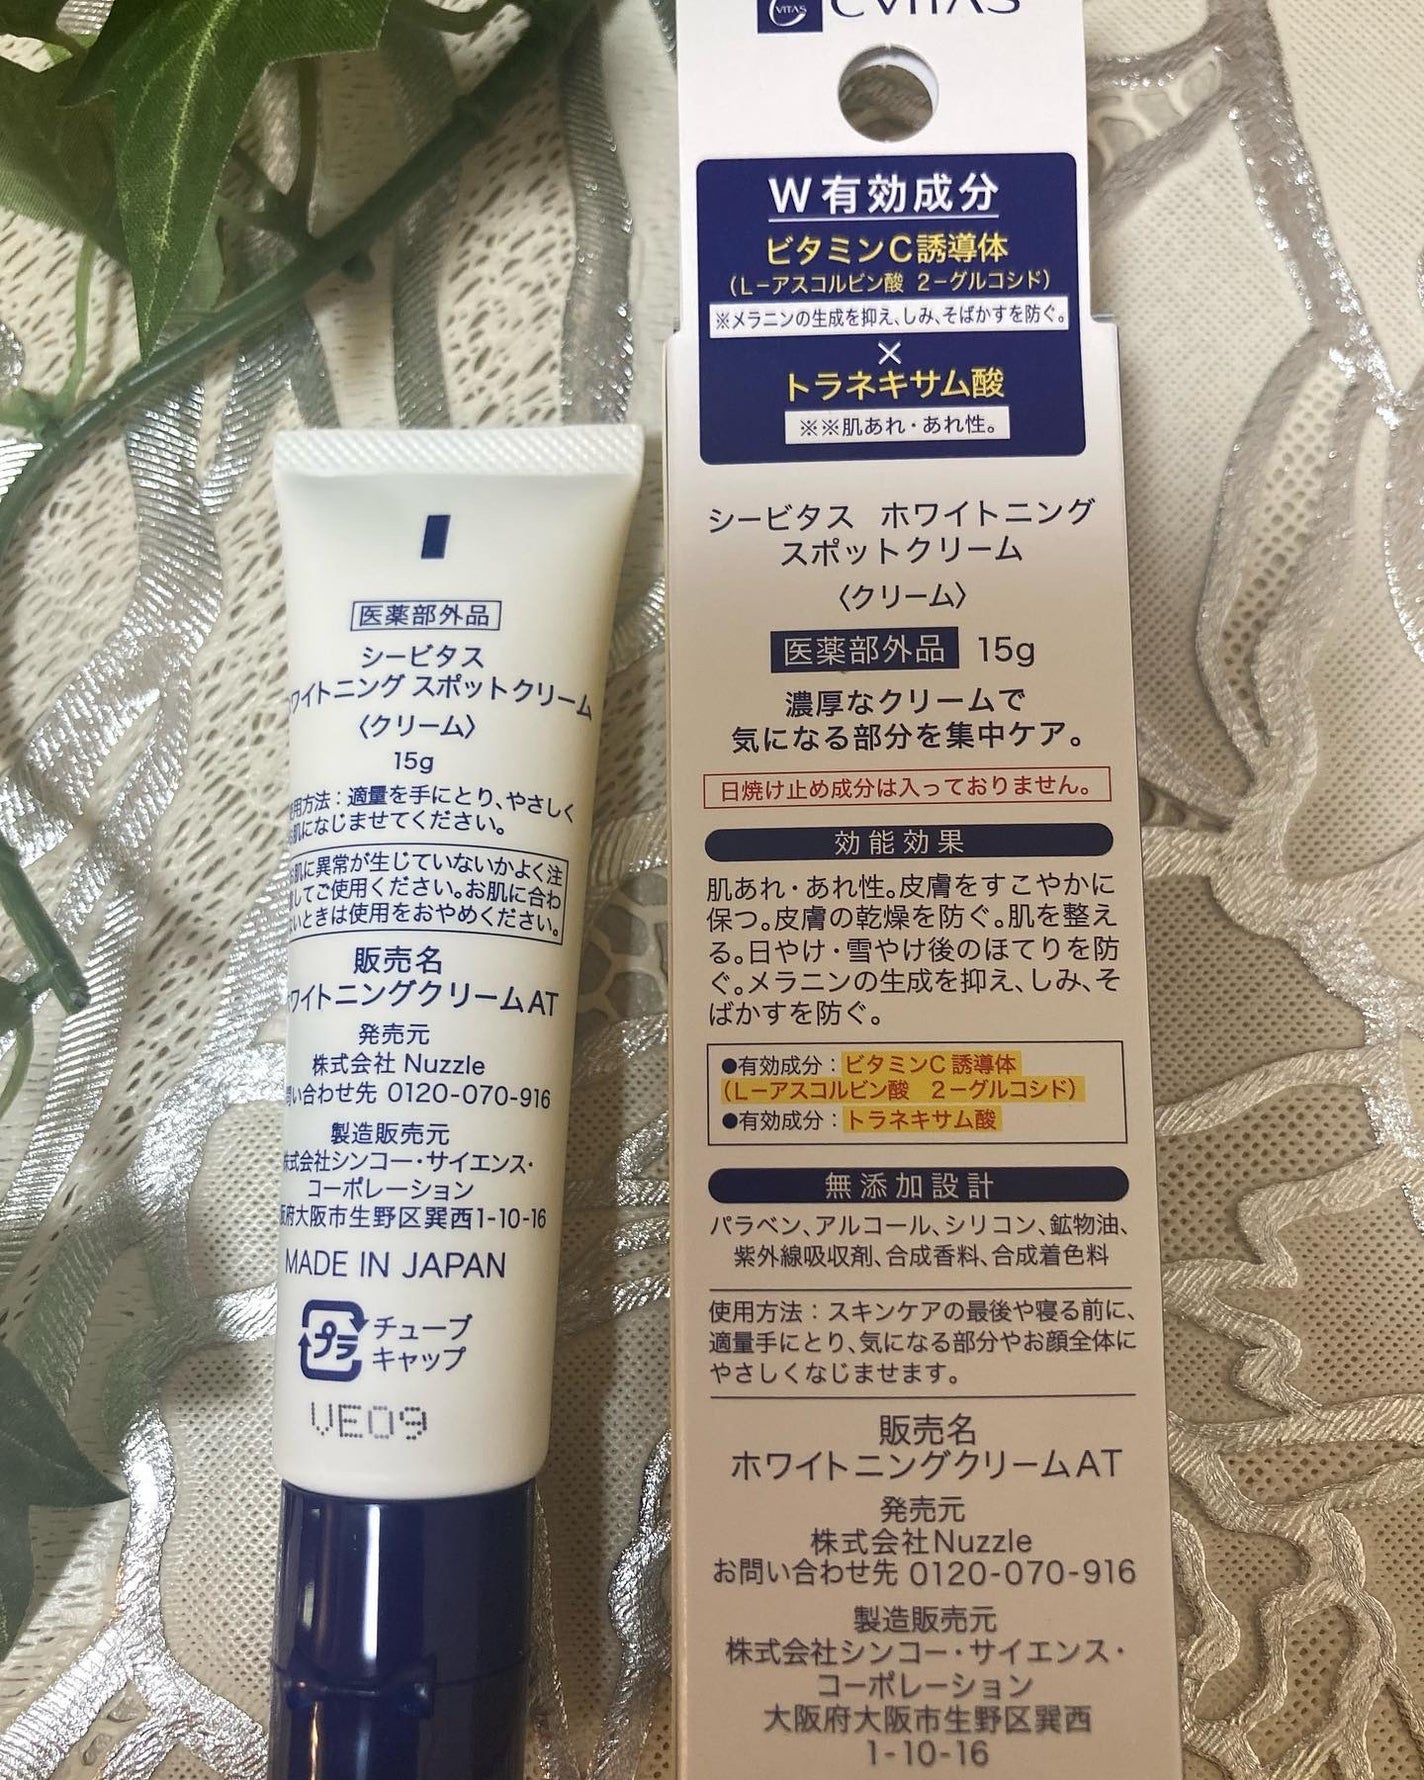 医薬部外品
シービタス
ワイトニング スポットクリーム
〈クリーム〉
15g
用方法：適量を手にとり､やさしく
肌になじませてください。
肌に異常が生じていないかよく注
してご使用ください。お肌に合わ
いときは使用をおやめください。
販売名
ワイトニングクリームAT
発売元
株式会社 Nuzzle
問い合わせ先 0120-070-916
製造販売元
株式会社シンコー・サイエンス・
コーポレーション
阪府大阪市生野区巽西1-10-16
MADE IN JAPAN
プラ チューブ
キャップ
VE09
VITAS CVITAS
W有効成分
ビタミンC誘導体
（L－アスコルビン酸 2－グルコシド）
※メラニンの生成を抑え､しみ､そばかすを防ぐ。
×
トラネキサム酸
※※肌あれ・あれ性。
シービタス ホワイトニング
スポットクリーム
〈クリーム〉
医薬部外品 15g
濃厚なクリームで
気になる部分を集中ケア。
日焼け止め成分は入っておりません。
効能効果
肌あれ・あれ性。皮膚をすこやかに
保つ。皮膚の乾燥を防ぐ。肌を整え
る。日やけ・雪やけ後のほてりを防
ぐ。メラニンの生成を抑え､しみ､そ
ばかすを防ぐ。
●有効成分：ビタミンC 誘導体
（L－アスコルビン酸 2－グルコシド）
●有効成分：トラネキサム酸
無添加設計
パラベン､アルコール､シリコン､鉱物油､
紫外線吸収剤､合成香料､合成着色料
使用方法：スキンケアの最後や寝る前に､
適量手にとり､気になる部分やお顔全体に
やさしくなじませます。
販売名
ホワイトニングクリームAT
発売元
株式会社Nuzzle
お問い合わせ先 0120-070-916
製造販売元
株式会社シンコー・サイエンス・
コーポレーション
大阪府大阪市生野区巽西
1-10-16